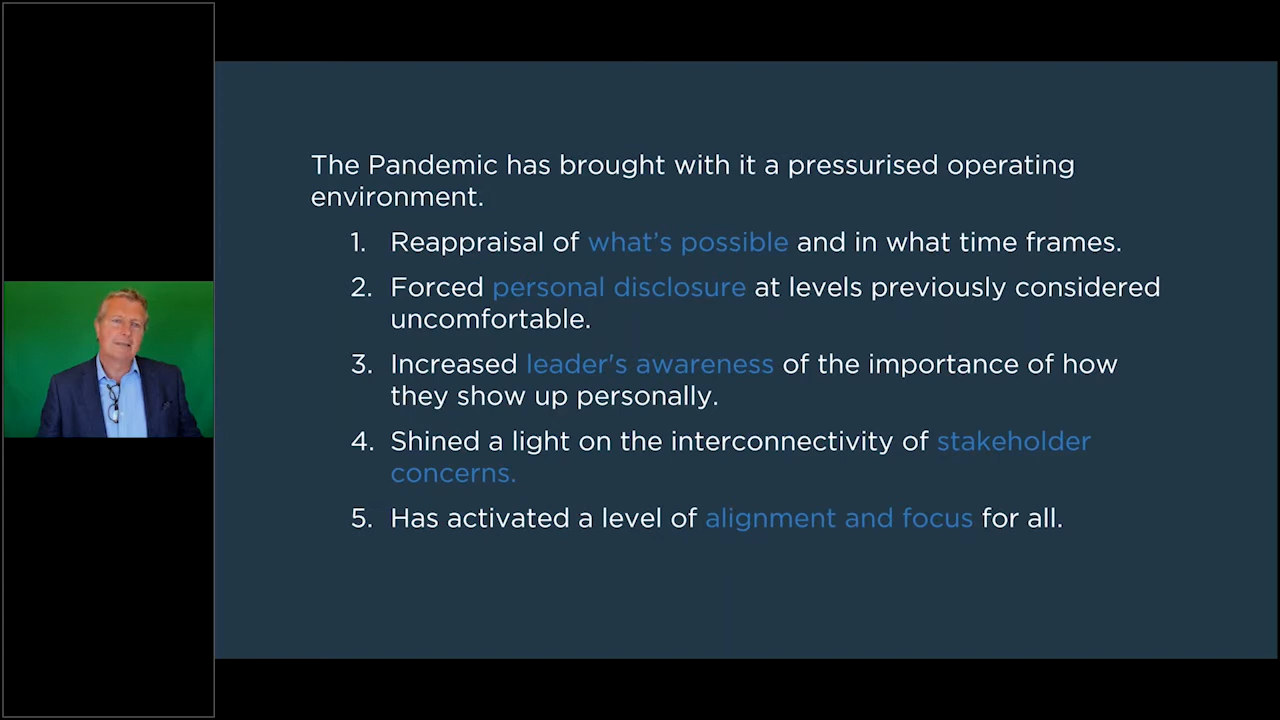 The Pandemic has brought with it a pressurised operating
environment.
1. Reappraisal of what's possible and in what time frames.
2. Forced personal disclosure at levels previously considered
uncomfortable.
3. Increased leader's awareness of the importance of how
they show up personally.
4. Shined a light on the interconnectivity of stakeholder
concerns.
5. Has activated a level of alignment and focus for all.